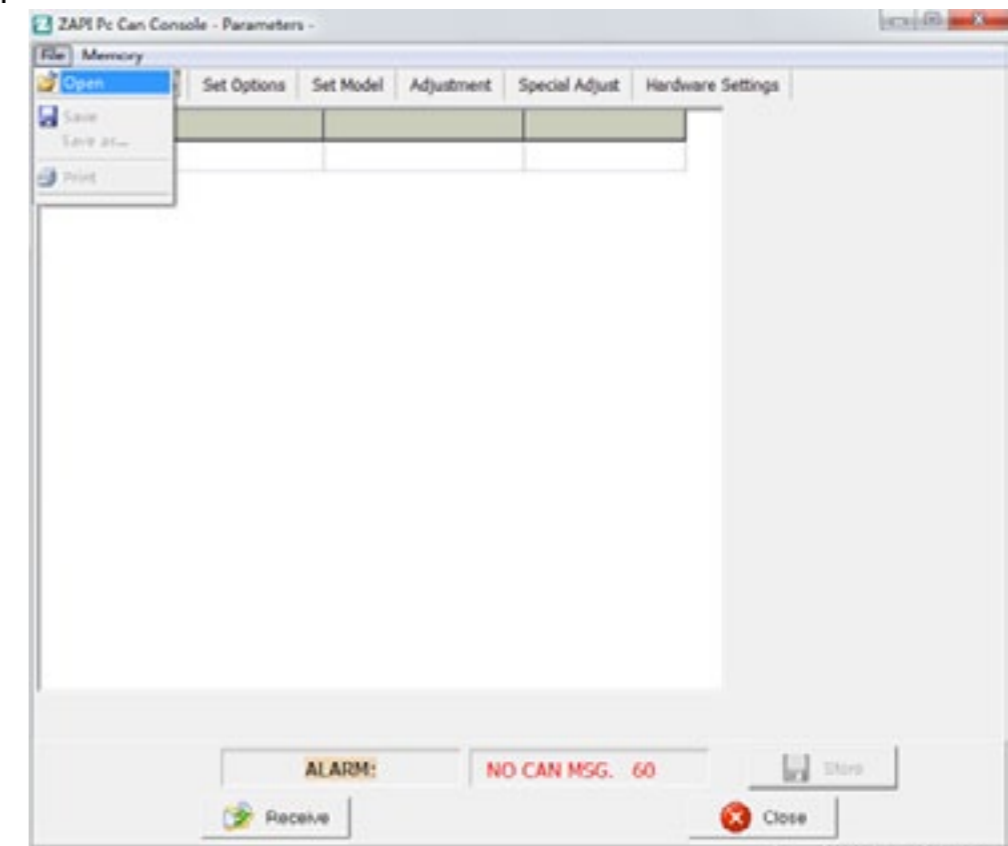 ZAPI Pc Can Console - Parameters -
File Memory
Open
Set Options Set Model Adjustment Special Adjust Hardware Settings
Save
Save as...
Print
ALARM: NO CAN MSG. 60 Store
Receive Close